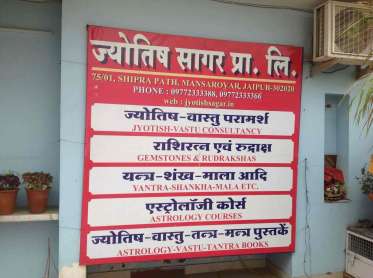 ज्योतिष सागर प्रा. लि.
75/01, SHIPRA PATH, MANSAROVAR, JAIPUR-302020
PHONE : 09772333388, 09772333366
web : jyotishsagar.in
ज्योतिष-वास्तु परामर्श
JYOTISH-VASTU CONSULTANCY
राशिरत्न एवं रुद्राक्ष
GEMSTONES & RUDRAKSHAS
यन्त्र-शंख-माला आदि
YANTRA-SHANKHA-MALA ETC.
एस्ट्रोलॉजी कोर्स
ASTROLOGY COURSES
ज्योतिष-वास्तु-तन्त्र-मन्त्र पुस्तकें
ASTROLOGY-VASTU-TANTRA BOOKS